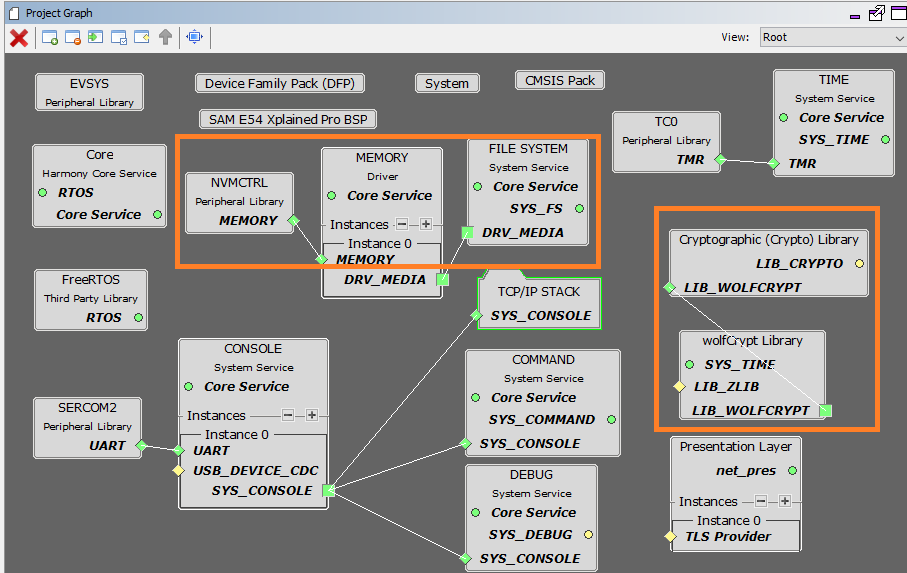 Project Graph
View:
Root
EVSYS
Peripheral Library
Device Family Pack (DFP)
System
CMSIS Pack
TIME
System Service
Core Service
SYS_TIME
TMR
SAM E54 Xplained Pro BSP
TC0
Peripheral Library
TMR
Core
Harmony Core Service
RTOS
Core Service
NVMCTRL
Peripheral Library
MEMORY
MEMORY
Driver
Core Service
Instances
Instance 0
MEMORY
DRV_MEDIA
FILE SYSTEM
System Service
Core Service
SYS_FS
DRV_MEDIA
Cryptographic (Crypto) Library
LIB_CRYPTO
LIB_WOLFCRYPT
FreeRTOS
Third Party Library
RTOS
TCP/IP STACK
SYS_CONSOLE
wolfCrypt Library
SYS_TIME
LIB_ZLIB
LIB_WOLFCRYPT
CONSOLE
System Service
Core Service
Instances
Instance 0
UART
USB_DEVICE_CDC
SYS_CONSOLE
COMMAND
System Service
Core Service
SYS_COMMAND
SYS_CONSOLE
SERCOM2
Peripheral Library
UART
DEBUG
System Service
Core Service
SYS_DEBUG
SYS_CONSOLE
Presentation Layer
net_pres
Instances
Instance 0
TLS Provider